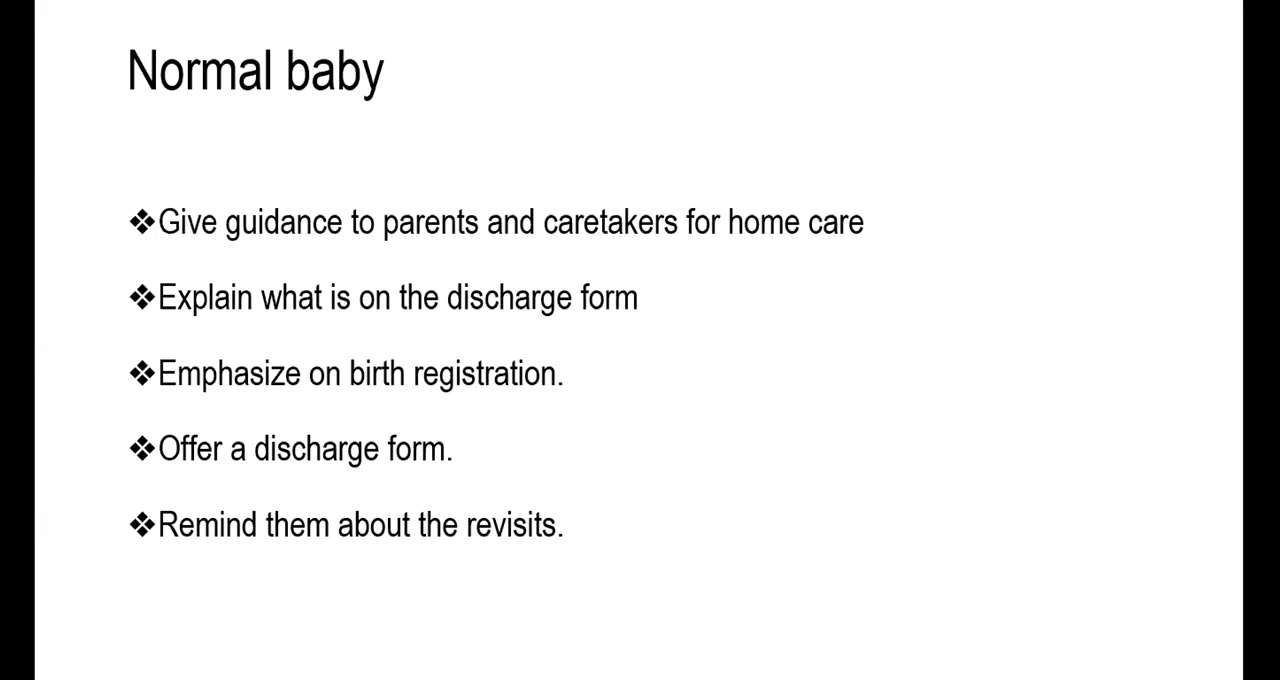 Normal baby
❖Give guidance to parents and caretakers for home care
❖Explain what is on the discharge form
❖Emphasize on birth registration.
❖Offer a discharge form.
❖Remind them about the revisits.